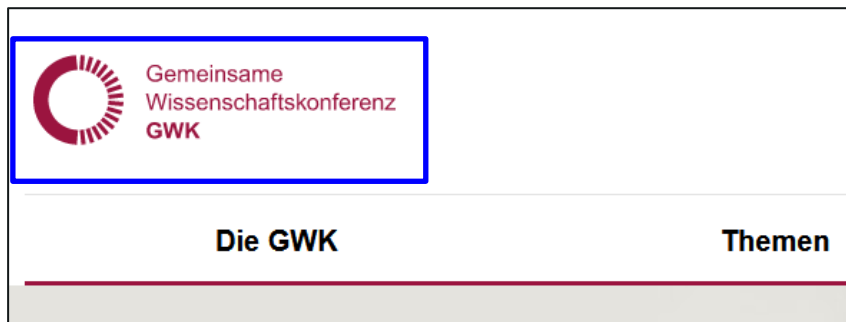 Gemeinsame
Wissenschaftskonferenz
GWK
Die GWK Themen